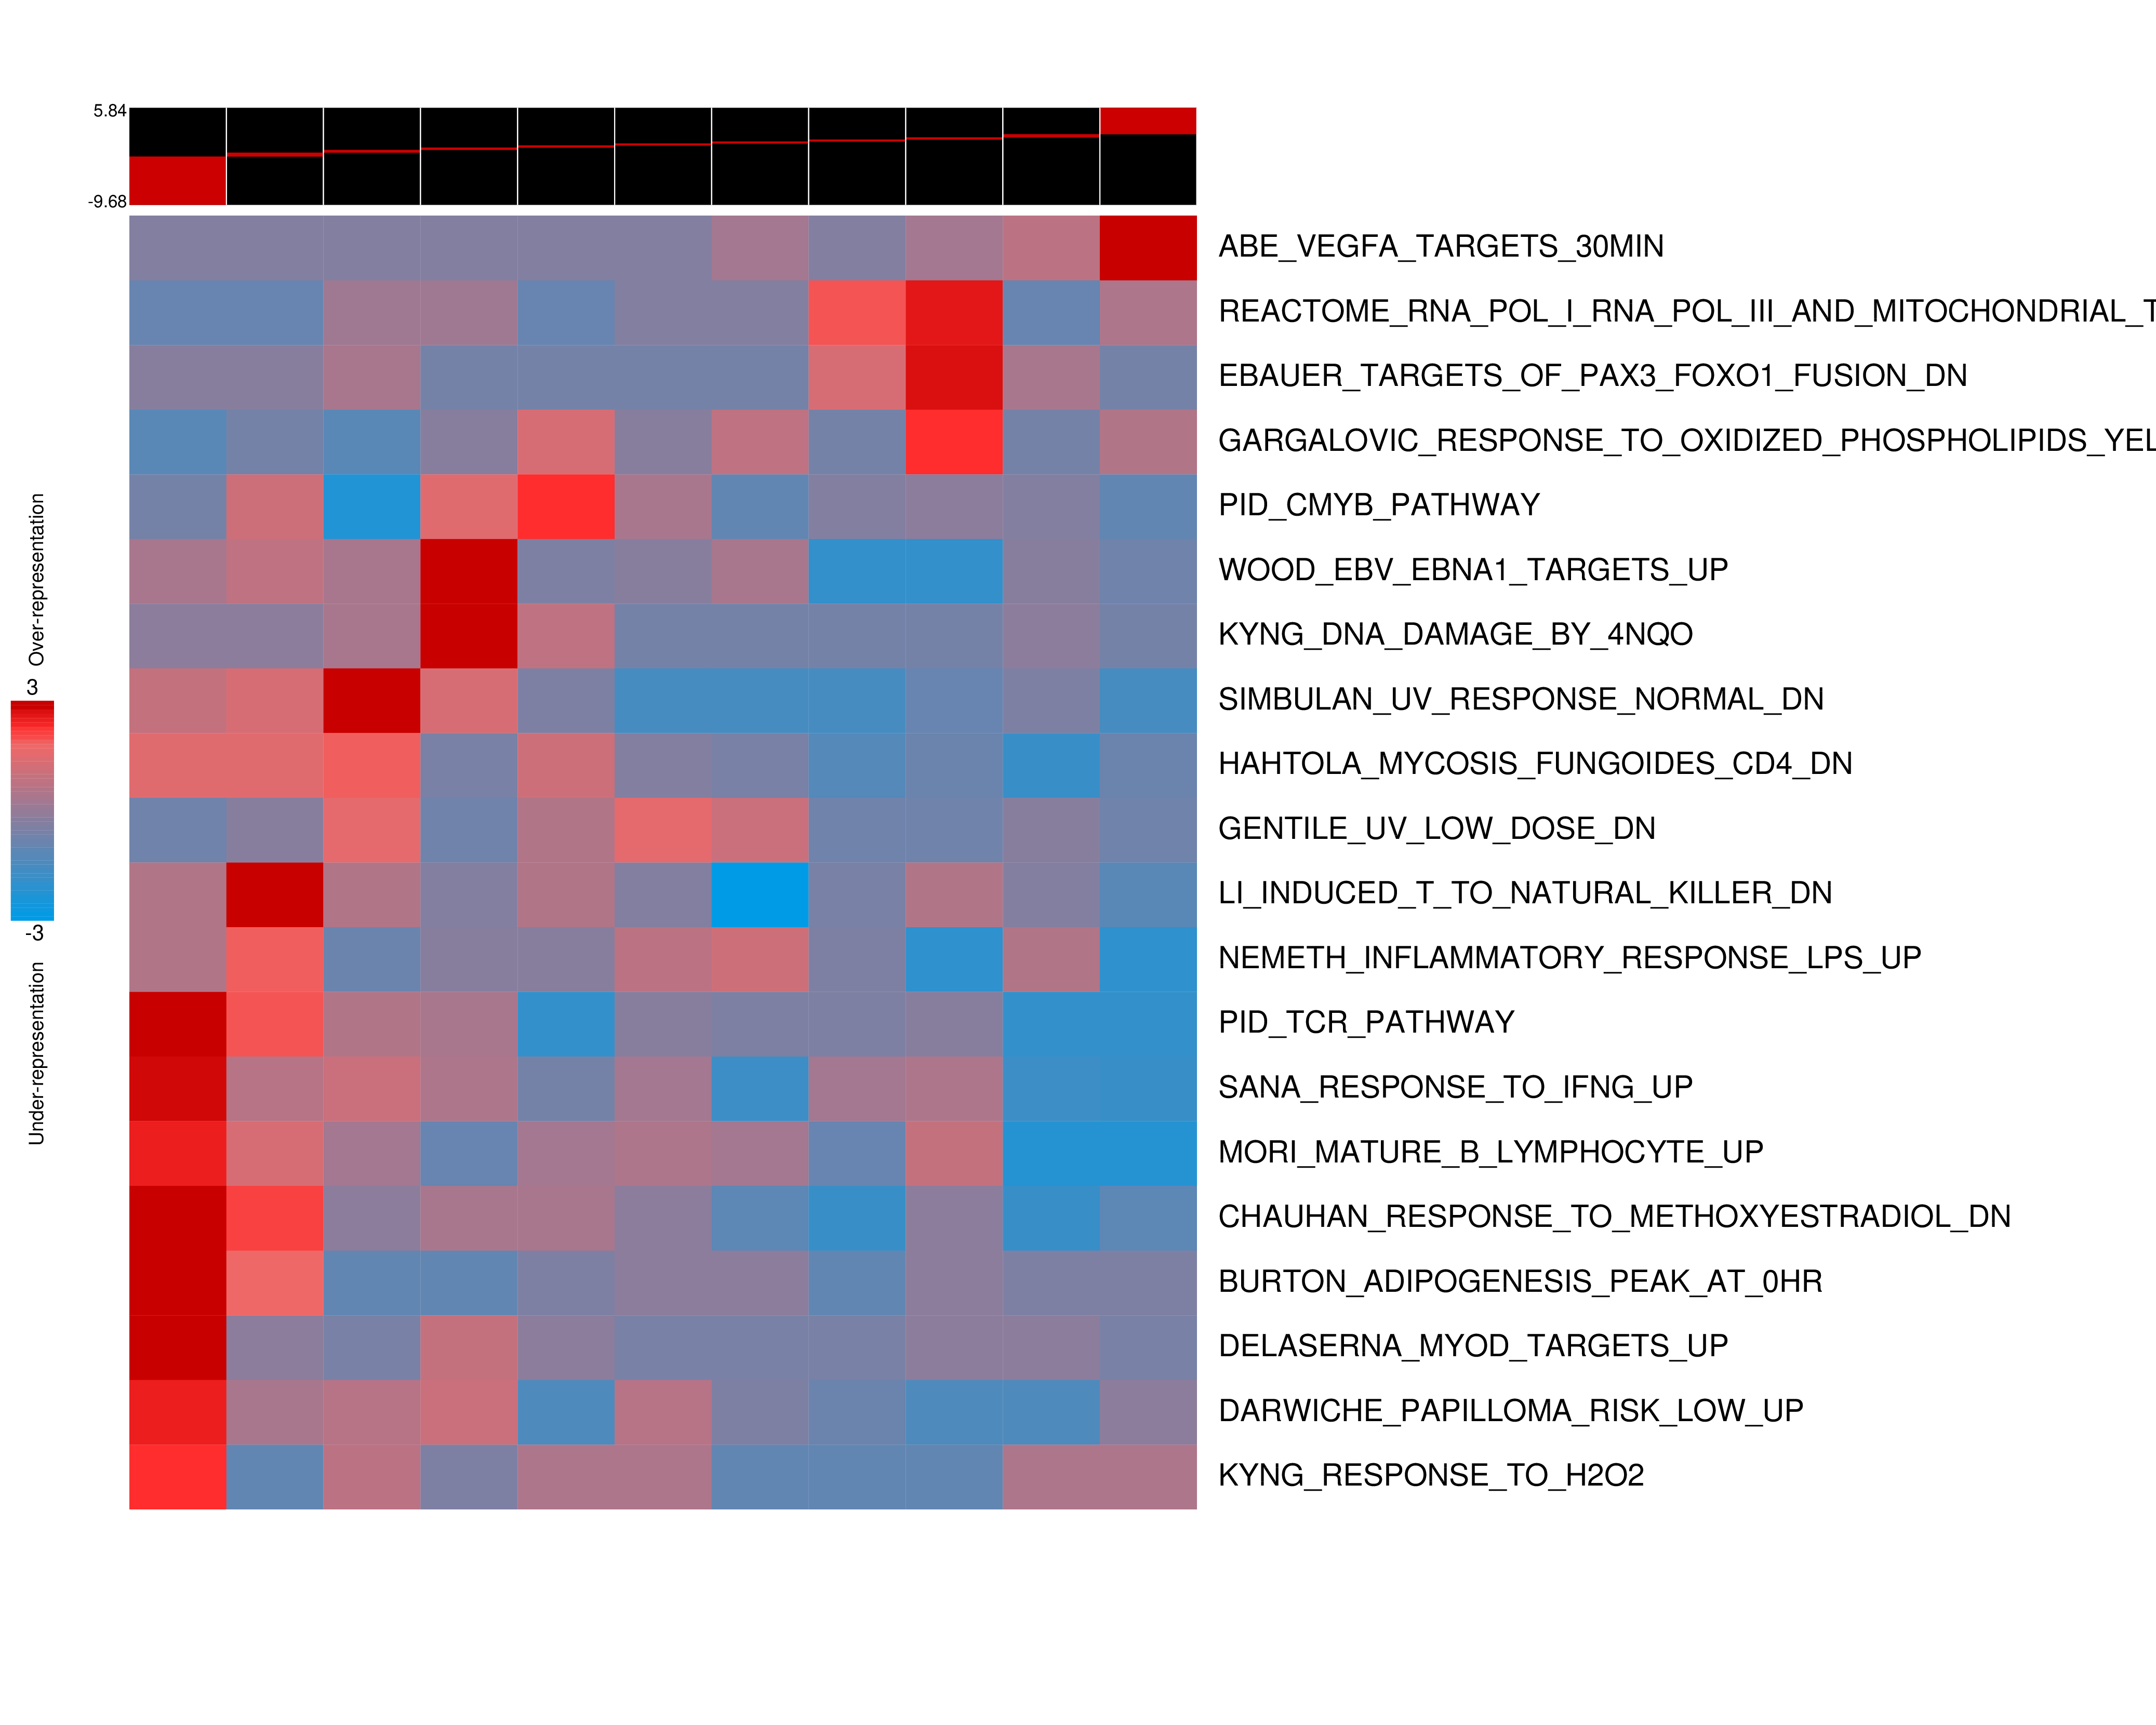 5.84
-9.68
ABE_VEGFA_TARGETS_30MIN
REACTOME_RNA_POL_I_RNA_POL_III_AND_MITOCHONDRIAL_T
EBAUER_TARGETS_OF_PAX3_FOXO1_FUSION_DN
GARGALOVIC_RESPONSE_TO_OXIDIZED_PHOSPHOLIPIDS_YEL
PID_CMYB_PATHWAY
WOOD_EBV_EBNA1_TARGETS_UP
KYNG_DNA_DAMAGE_BY_4NQO
SIMBULAN_UV_RESPONSE_NORMAL_DN
HAHTOLA_MYCOSIS_FUNGOIDES_CD4_DN
GENTILE_UV_LOW_DOSE_DN
LI_INDUCED_T_TO_NATURAL_KILLER_DN
NEMETH_INFLAMMATORY_RESPONSE_LPS_UP
PID_TCR_PATHWAY
SANA_RESPONSE_TO_IFNG_UP
MORI_MATURE_B_LYMPHOCYTE_UP
CHAUHAN_RESPONSE_TO_METHOXYESTRADIOL_DN
BURTON_ADIPOGENESIS_PEAK_AT_0HR
DELASERNA_MYOD_TARGETS_UP
DARWICHE_PAPILLOMA_RISK_LOW_UP
KYNG_RESPONSE_TO_H2O2
Over-representation
3
-3
Under-representation